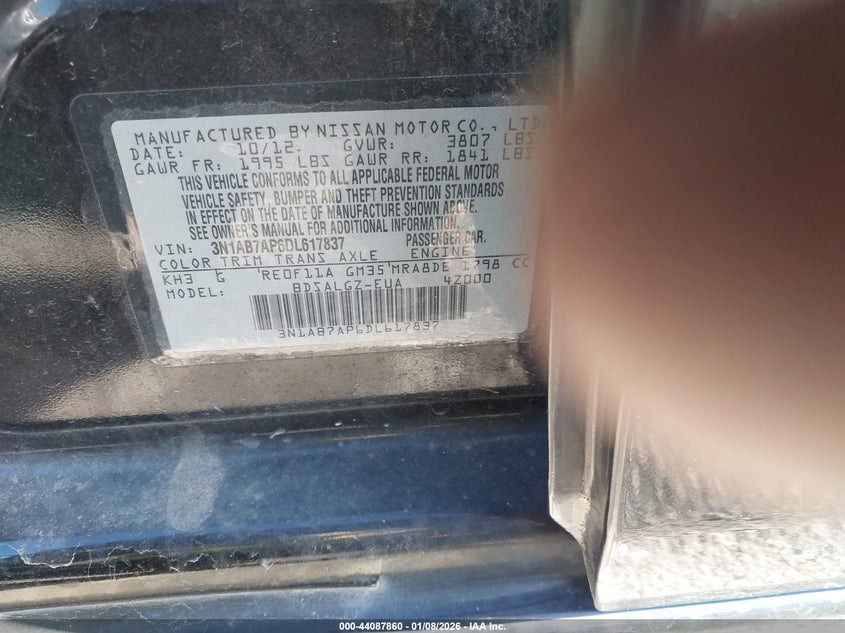 MANUFACTURED BY NISSAN MOTOR CO., LTD
DATE: 10/12. GVWR: 3807 LBS
GAWR FR: 1995 LBS GAWR RR: 1841 LBS
THIS VEHICLE CONFORMS TO ALL APPLICABLE FEDERAL MOTOR
VEHICLE SAFETY, BUMPER AND THEFT PREVENTION STANDARDS
IN EFFECT ON THE DATE OF MANUFACTURE SHOWN ABOVE.
SEE OWNER'S MANUAL FOR ADDITIONAL INFORMATION.
VIN: 3N1AB7AP6DL617837 PASSENGER CAR.
COLOR TRIM TRANS AXLE ENGINE
KH3 G RE0F11A GM35 MRA8DE 1798 CC
MODEL: BDSALGZ-EUA 4Z000
3N1AB7AP6DL617837
000-44087860 - 01/08/2026 - IAA Inc.